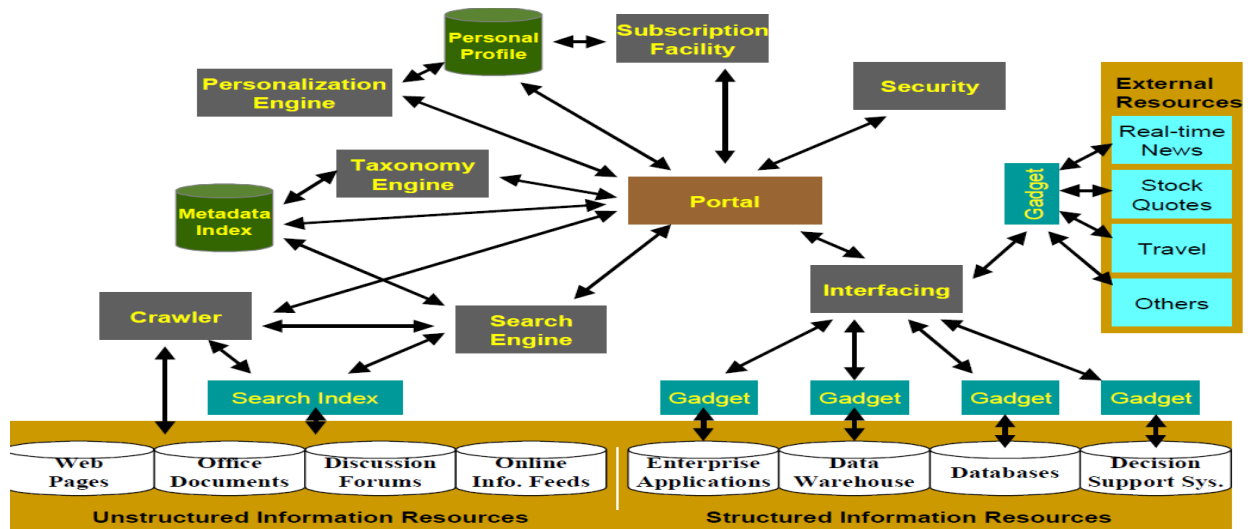 Personal
Profile
Subscription
Facility
Personalization
Engine
Security
External
Resources
Real-time
News
Taxonomy
Engine
Portal
Gadget
Stock
Quotes
Metadada
Index
Travel
Interfacing
Others
Crawler
Search
Engine
Search Index
Gadget
Gadget
Gadget
Gadget
Web
Pages
Office
Documents
Discussion
Forums
Online
Info. Feeds
Enterprise
Applications
Data
Warehouse
Databases
Decision
Support Sys.
Unstructured Information Resources
Structured Information Resources